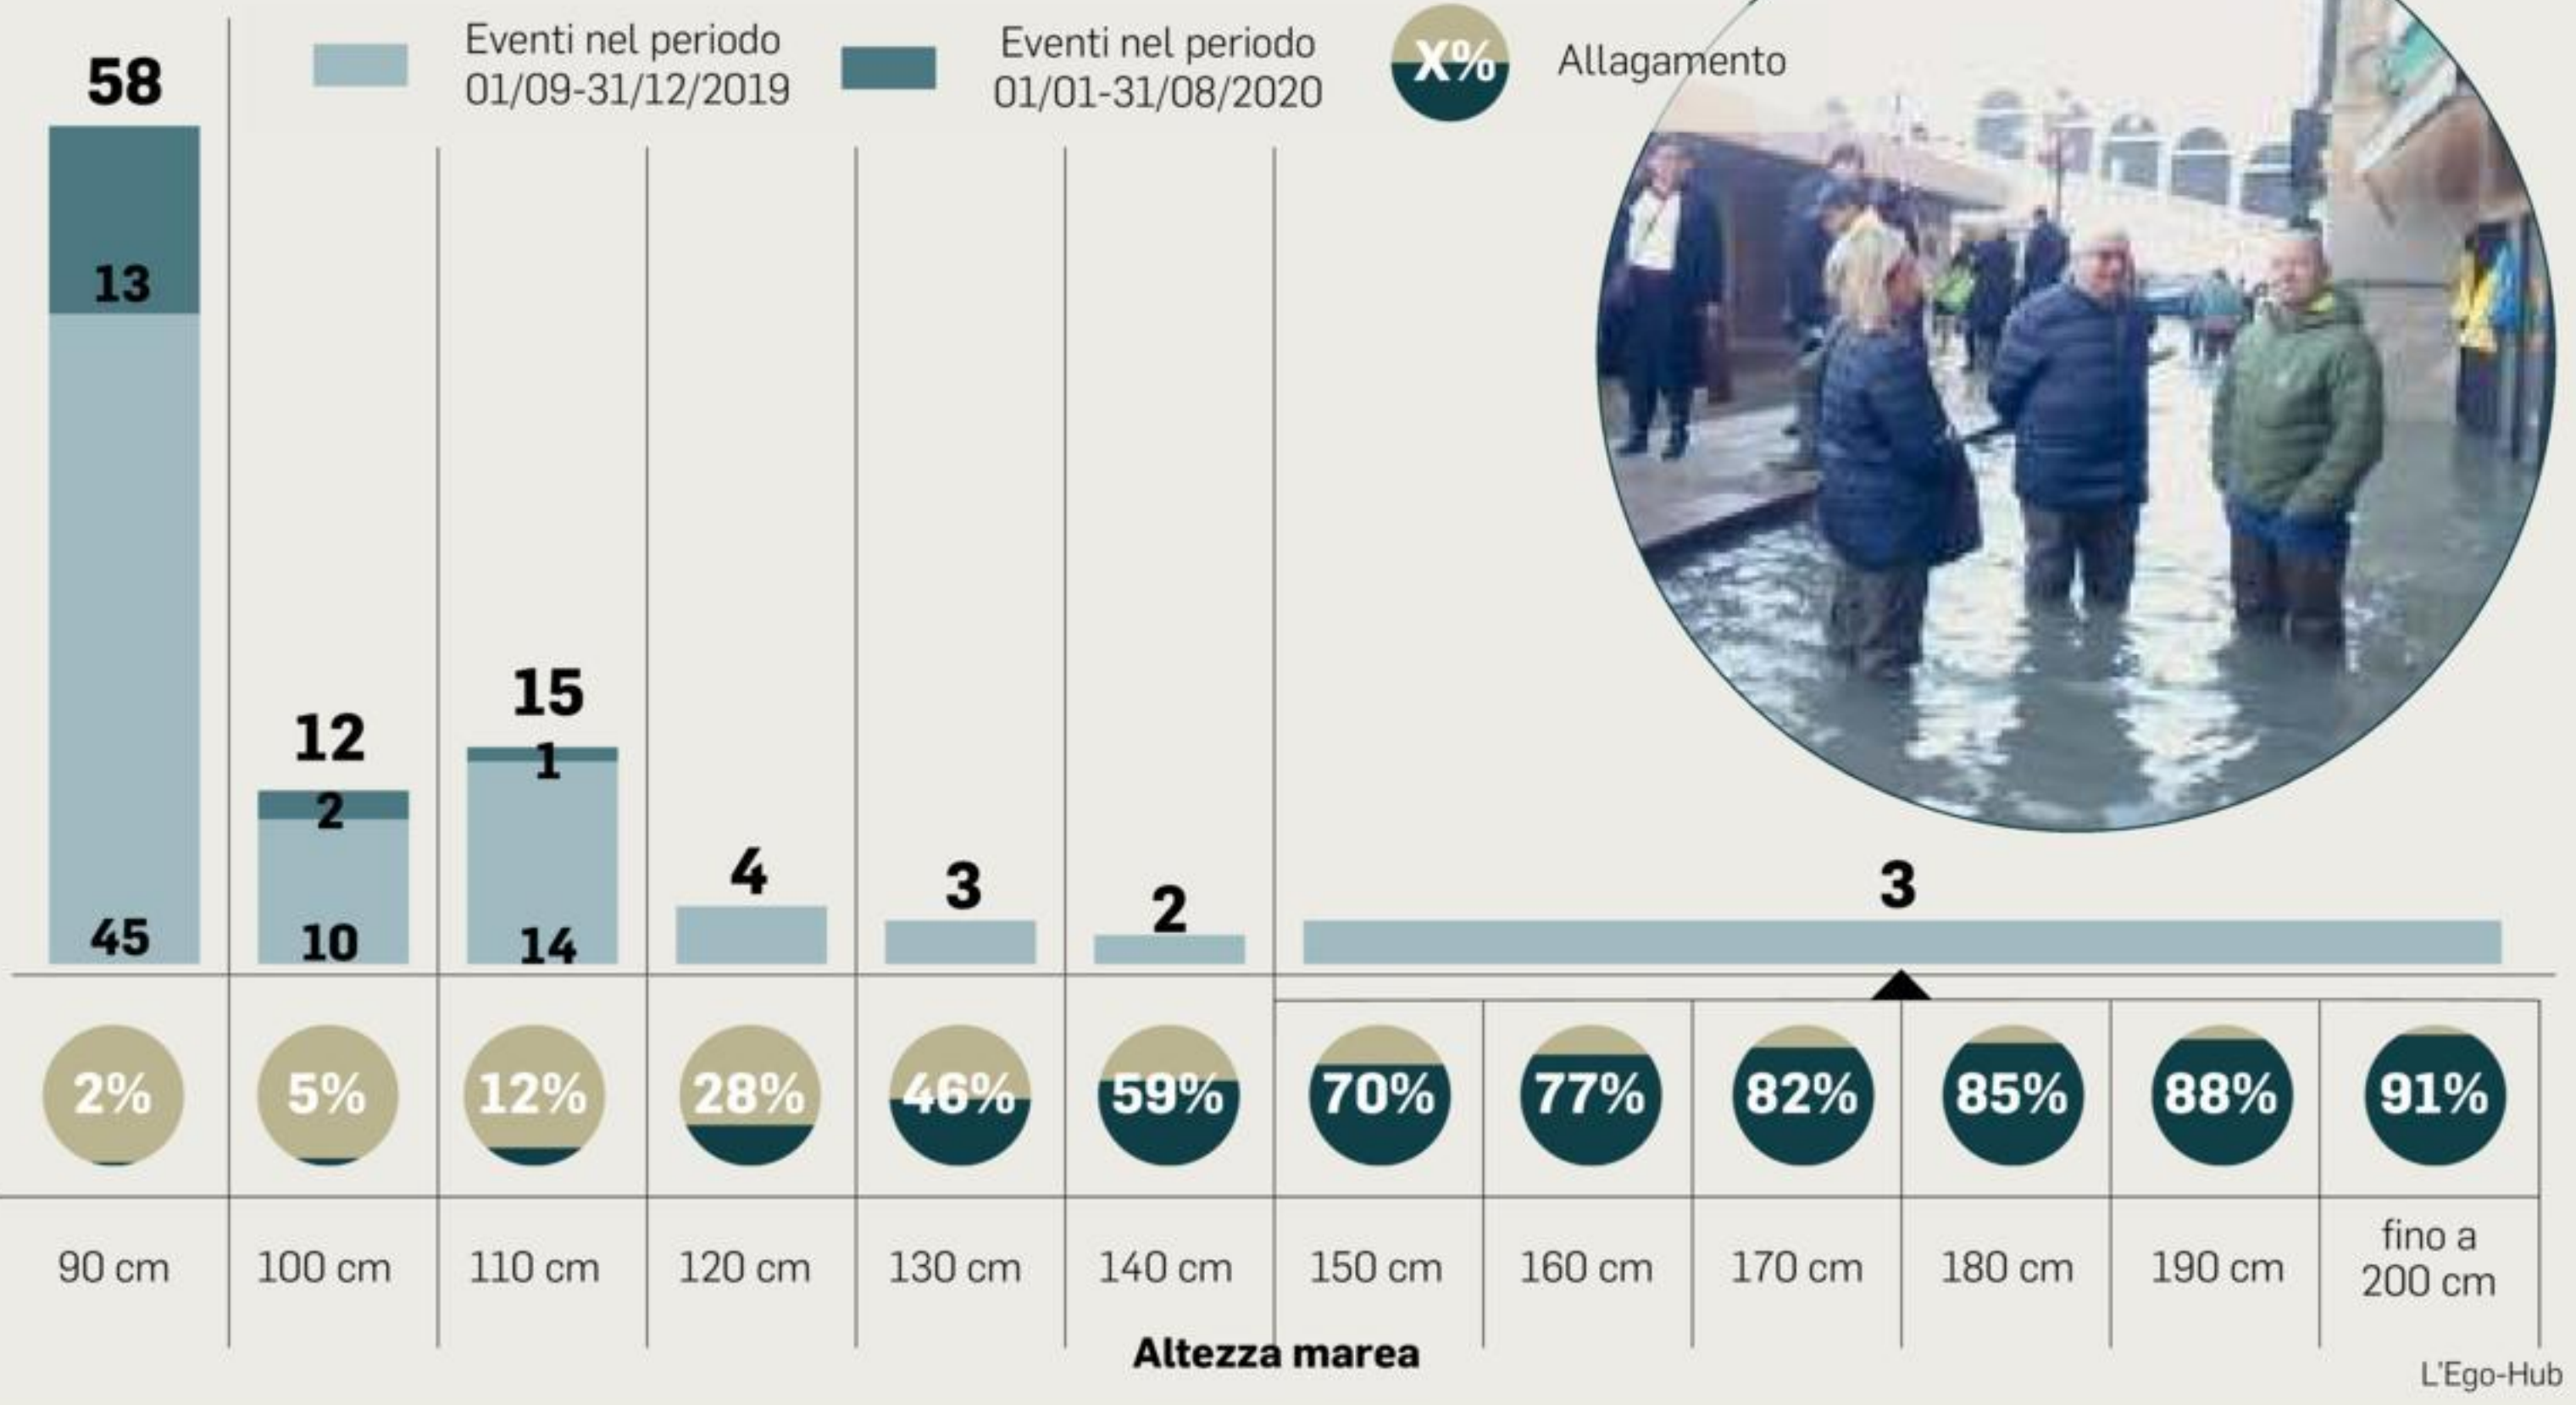 Eventi nel periodo
01/09-31/12/2019
Eventi nel periodo
01/01-31/08/2020
X%
Allagamento
58
13
45
12
2
10
15
1
14
4
3
2
3
2%
5%
12%
28%
46%
59%
70%
77%
82%
85%
88%
91%
90 cm
100 cm
110 cm
120 cm
130 cm
140 cm
150 cm
160 cm
170 cm
180 cm
190 cm
fino a
200 cm
Altezza marea
L'Ego-Hub